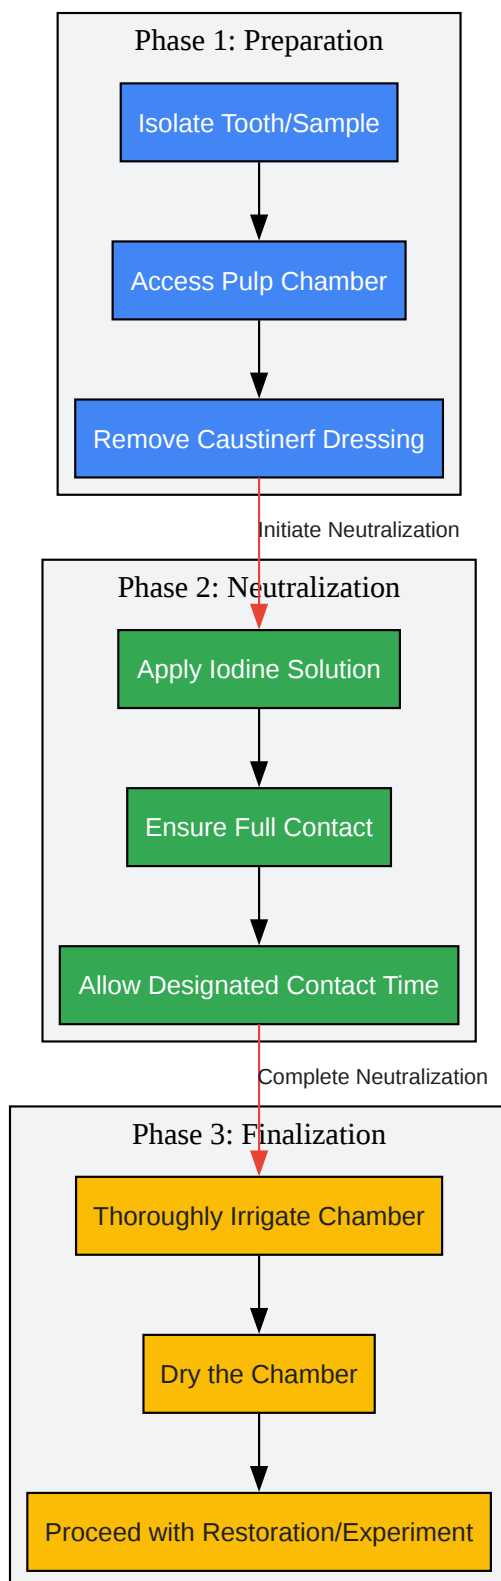 Phase 1: Preparation
Isolate Tooth/Sample
Access Pulp Chamber
Remove Caustinerf Dressing
Initiate Neutralization
Phase 2: Neutralization
Apply Iodine Solution
Ensure Full Contact
Allow Designated Contact Time
Complete Neutralization
Phase 3: Finalization
Thoroughly Irrigate Chamber
Dry the Chamber
Proceed with Restoration/Experiment